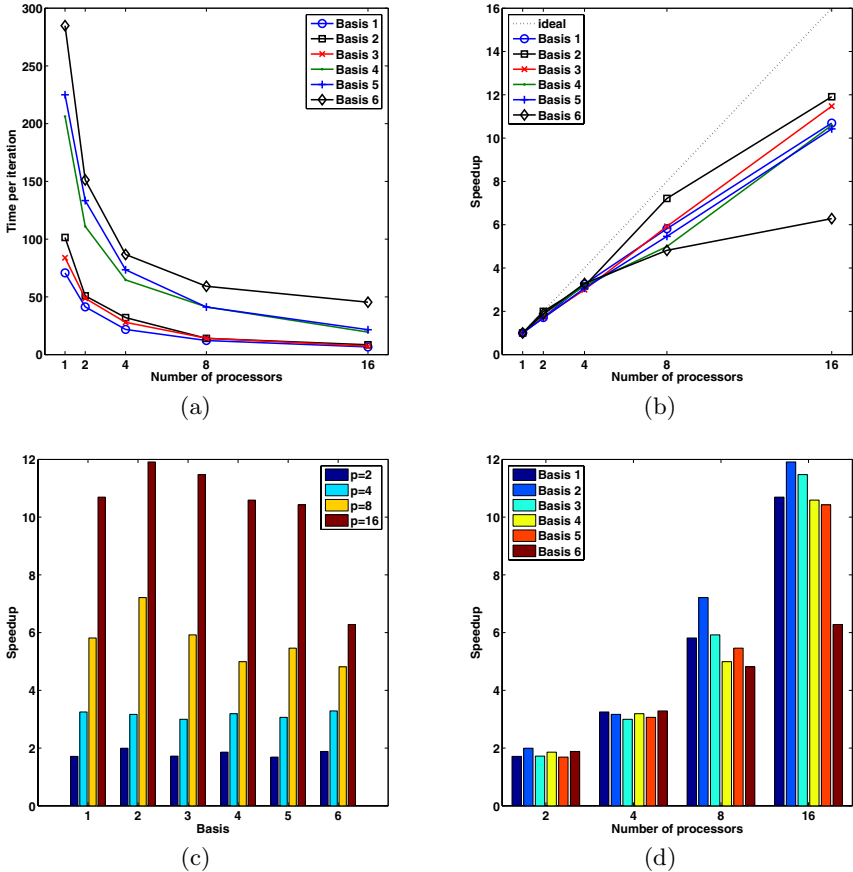 300
250
200
150
100
50
0
Time per iteration
1 2 4 8 16
Number of processors
Basis 1
Basis 2
Basis 3
Basis 4
Basis 5
Basis 6
(a)
16
14
12
10
8
6
4
2
0
Speedup
1 2 4 8 16
Number of processors
ideal
Basis 1
Basis 2
Basis 3
Basis 4
Basis 5
Basis 6
(b)
12
10
8
6
4
2
0
Speedup
1 2 3 4 5 6
Basis
p=2
p=4
p=8
p=16
(c)
12
10
8
6
4
2
0
Speedup
2 4 8 16
Number of processors
Basis 1
Basis 2
Basis 3
Basis 4
Basis 5
Basis 6
(d)